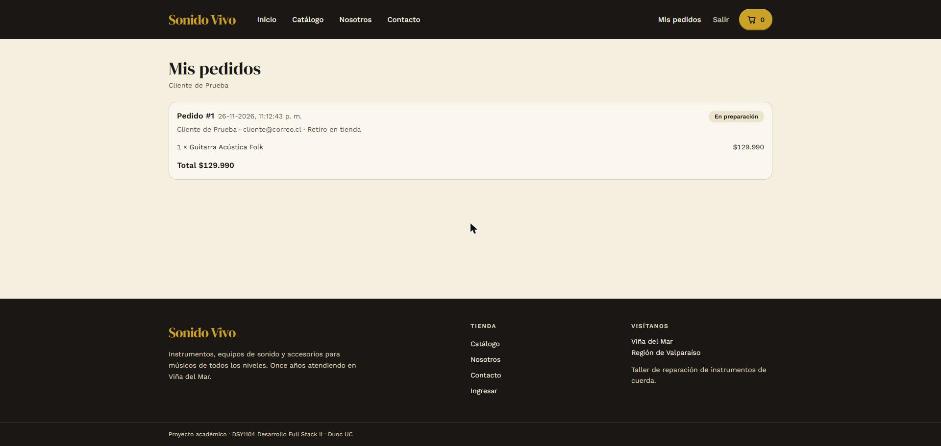 Sonido Vivo
Inicio Catálogo Nosotros Contacto
Mis pedidos Salir 0
Mis pedidos
Cliente de Prueba
Pedido #1 26-11-2026, 11:12:43 p. m.
En preparación
Cliente de Prueba · cliente@correo.cl · Retiro en tienda
1 × Guitarra Acústica Folk $129.990
Total $129.990
Sonido Vivo
Instrumentos, equipos de sonido y accesorios para
músicos de todos los niveles. Once años atendiendo en
Viña del Mar.
TIENDA
Catálogo
Nosotros
Contacto
Ingresar
VISÍTANOS
Viña del Mar
Región de Valparaíso
Taller de reparación de instrumentos de
cuerda.
Proyecto académico · DSY1104 Desarrollo Full Stack II · Duoc UC